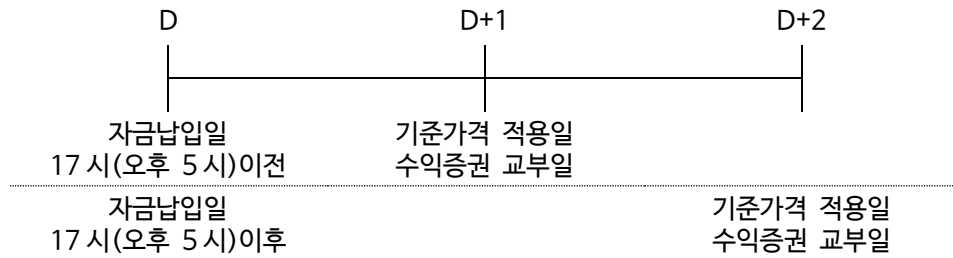 D D+1 D+2
자금납입일 기준가격 적용일
17 시(오후 5 시)이전 수익증권 교부일
자금납입일 기준가격 적용일
17 시(오후 5 시)이후 수익증권 교부일